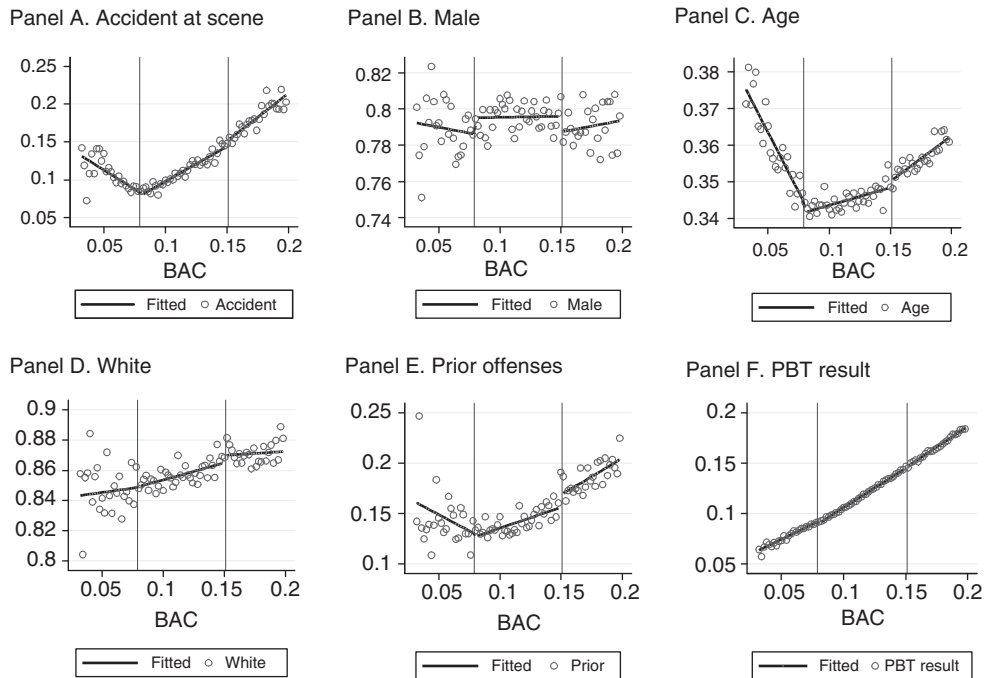 Panel A. Accident at scene
0.25
0.2
0.15
0.1
0.05
0.05 0.1 0.15 0.2
BAC
Fitted Accident
Panel B. Male
0.82
0.8
0.78
0.76
0.74
0.05 0.1 0.15 0.2
BAC
Fitted Male
Panel C. Age
0.38
0.37
0.36
0.35
0.34
0.05 0.1 0.15 0.2
BAC
Fitted Age
Panel D. White
0.9
0.88
0.86
0.84
0.82
0.8
0.05 0.1 0.15 0.2
BAC
Fitted White
Panel E. Prior offenses
0.25
0.2
0.15
0.1
0.05 0.1 0.15 0.2
BAC
Fitted Prior
Panel F. PBT result
0.2
0.15
0.1
0.05
0.05 0.1 0.15 0.2
BAC
Fitted PBT result